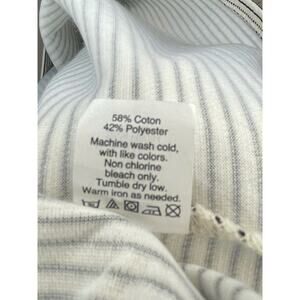 58% Coton
42% Polyester
Machine wash cold,
with like colors.
Non chlorine
bleach only.
Tumble dry low.
Warm iron as needed.